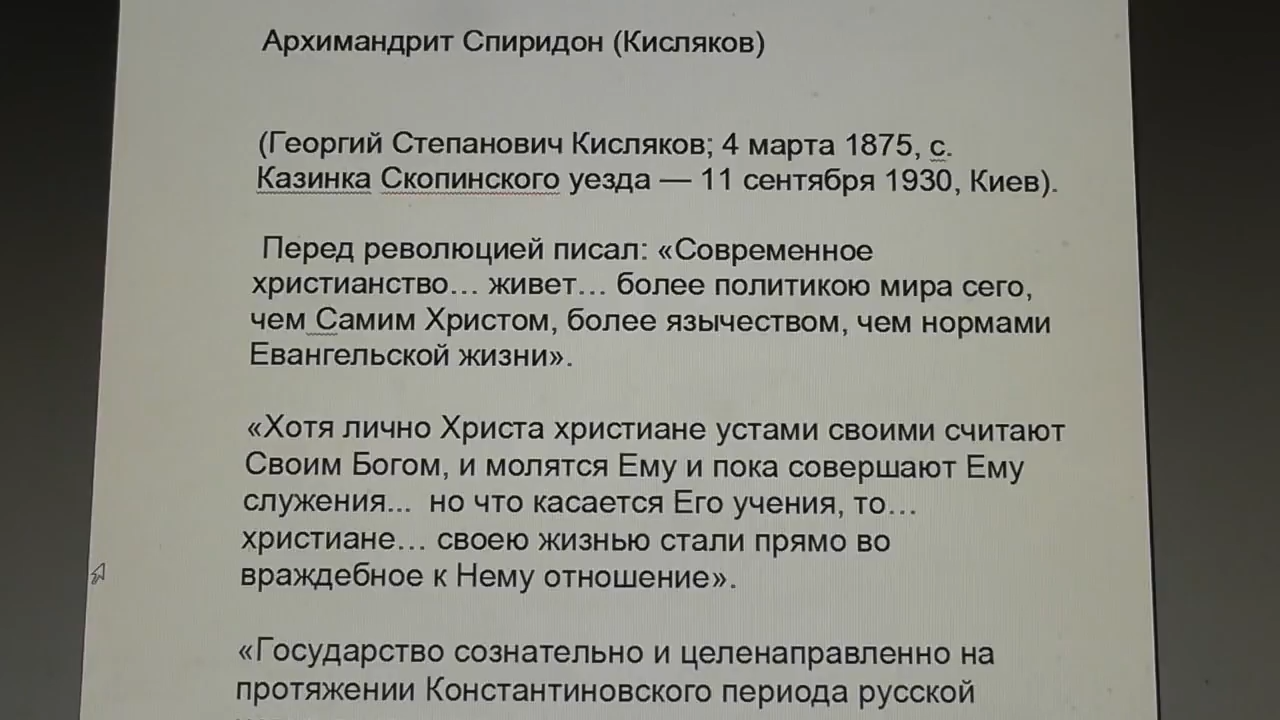 Архимандрит Спиридон (Кисляков)
(Георгий Степанович Кисляков; 4 марта 1875, с.
Казинка Скопинского уезда — 11 сентября 1930, Киев).
Перед революцией писал: «Современное
христианство… живет… более политикою мира сего,
чем Самим Христом, более язычеством, чем нормами
Евангельской жизни».
«Хотя лично Христа христиане устами своими считают
Своим Богом, и молятся Ему и пока совершают Ему
служения... но что касается Его учения, то…
христиане… своею жизнью стали прямо во
враждебное к Нему отношение».
«Государство сознательно и целенаправленно на
протяжении Константиновского периода русской